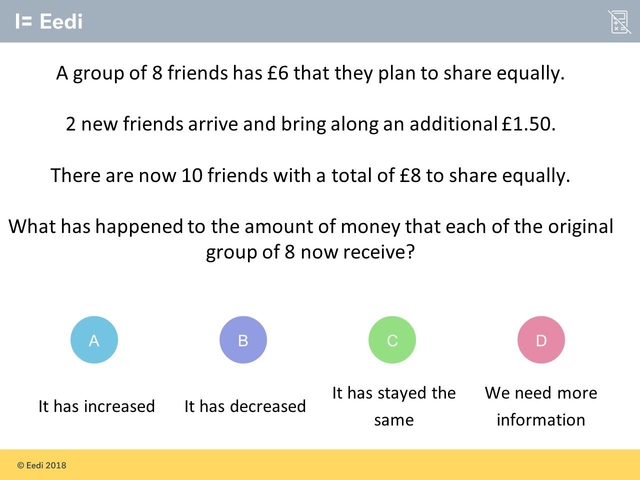 I= Eedi
A group of 8 friends has £6 that they plan to share equally.
2 new friends arrive and bring along an additional £1.50.
There are now 10 friends with a total of £8 to share equally.
What has happened to the amount of money that each of the original
group of 8 now receive?
A
B
C
D
It has increased
It has decreased
It has stayed the
same
We need more
information
© Eedi 2018